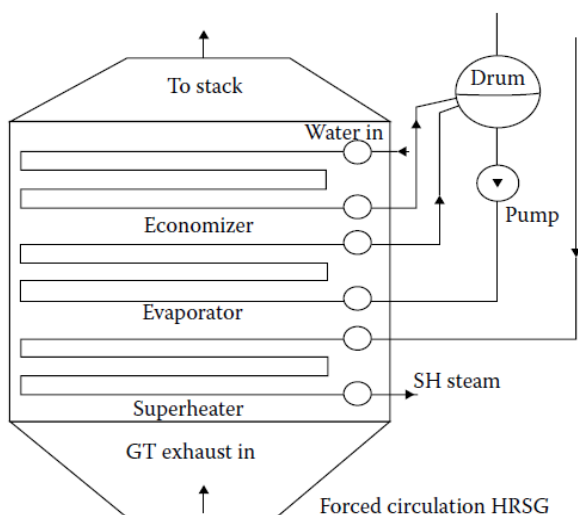 To stack
Drum
Water in
Economizer
Pump
Evaporator
SH steam
Superheater
GT exhaust in
Forced circulation HRSG